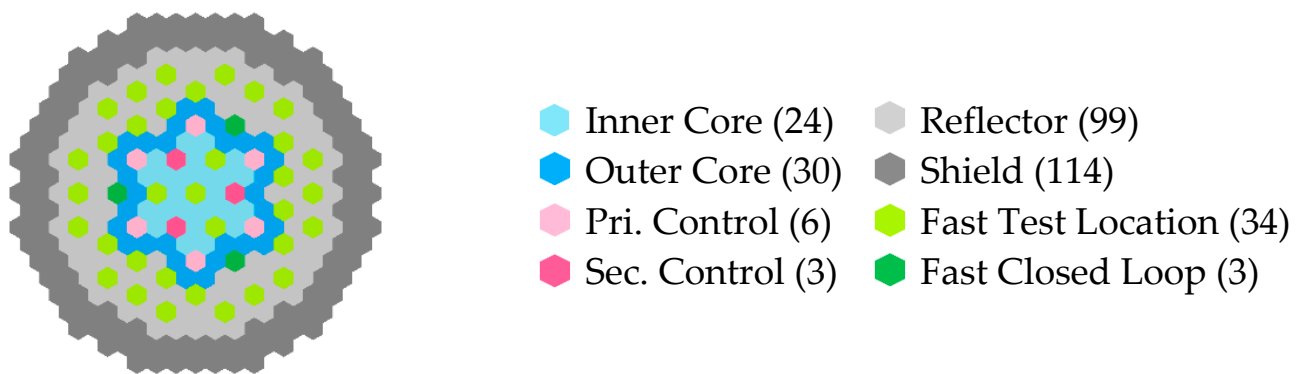 Inner Core (24)
Outer Core (30)
Pri. Control (6)
Sec. Control (3)
Reflector (99)
Shield (114)
Fast Test Location (34)
Fast Closed Loop (3)